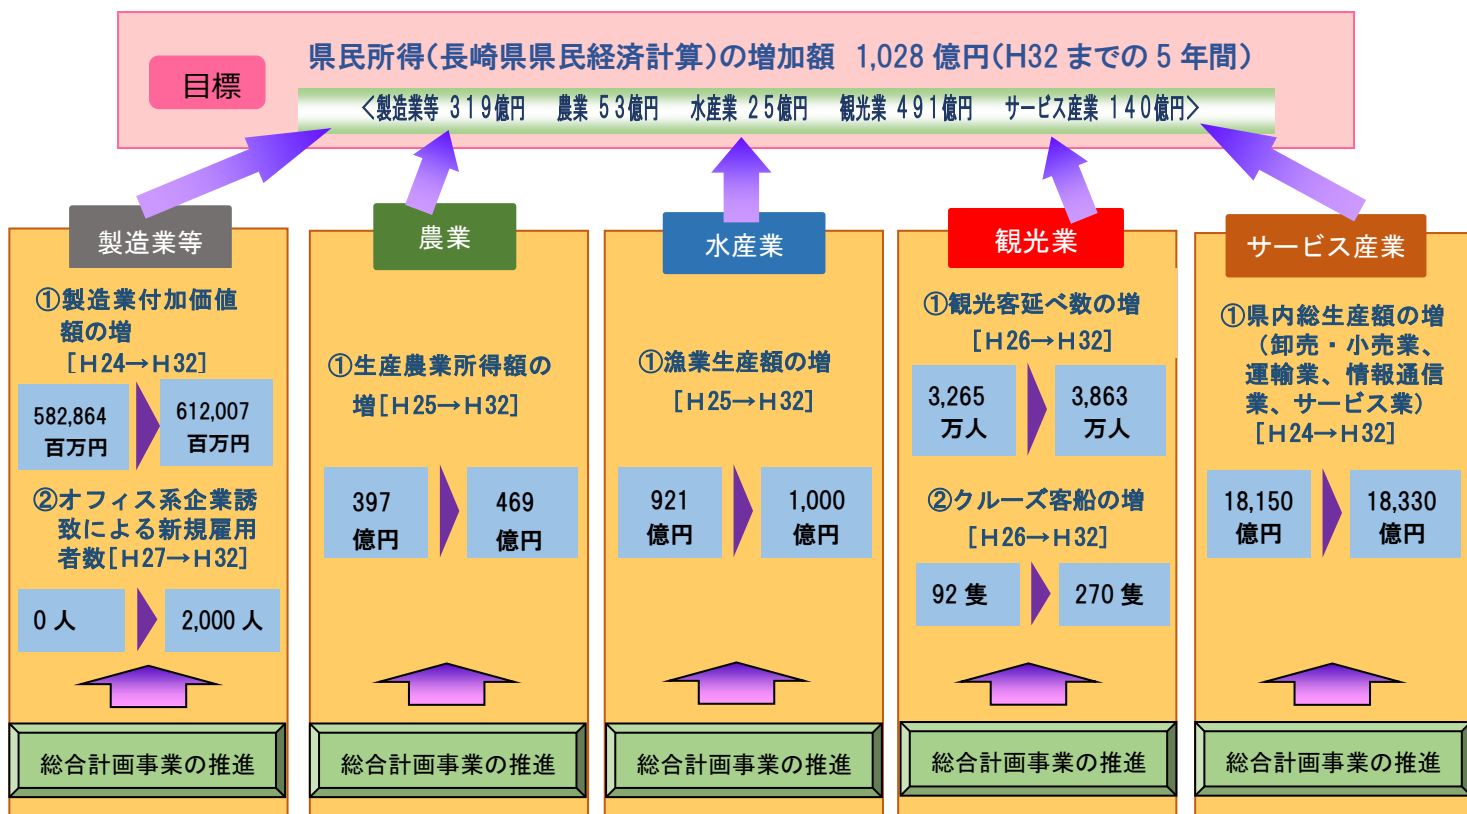 県民所得(長崎県県民経済計算)の増加額 1,028 億円(H32 までの 5 年間)
目標
<製造業等 319億円 農業 53億円 水産業 25億円 観光業 491億円 サービス産業 140億円>
製造業等
①製造業付加価値
額の増
[H24→H32]
582,864
百万円
612,007
百万円
②オフィス系企業誘
致による新規雇用
者数[H27→H32]
0 人
2,000 人
総合計画事業の推進
農業
①生産農業所得額の
増[H25→H32]
397
億円
469
億円
総合計画事業の推進
水産業
①漁業生産額の増
[H25→H32]
921
億円
1,000
億円
総合計画事業の推進
観光業
①観光客延べ数の増
[H26→H32]
3,265
万人
3,863
万人
②クルーズ客船の増
[H26→H32]
92 隻
270 隻
総合計画事業の推進
サービス産業
①県内総生産額の増
(卸売・小売業、
運輸業、情報通信
業、サービス業)
[H24→H32]
18,150
億円
18,330
億円
総合計画事業の推進